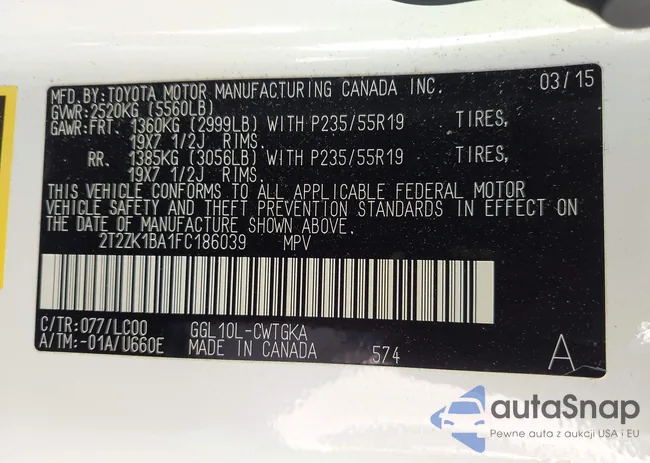 MFD.BY:TOYOTA MOTOR MANUFACTURING CANADA INC. 03/15
GVWR:2520KG (5560LB)
GAWR:FRT. 1360KG (2999LB) WITH P235/55R19 TIRES,
19X7 1/2J RIMS.
RR. 1385KG (3056LB) WITH P235/55R19 TIRES,
19X7 1/2J RIMS.
THIS VEHICLE CONFORMS TO ALL APPLICABLE FEDERAL MOTOR
VEHICLE SAFETY AND THEFT PREVENTION STANDARDS IN EFFECT ON
THE DATE OF MANUFACTURE SHOWN ABOVE.
2T2ZK1BA1FC186039 MPV
C/TR:077/LC00 GGL10L-CWTGKA
A/TM:-01A/U660E MADE IN CANADA 574 A
autaSnap
Pewne auta z aukcji USA i EU